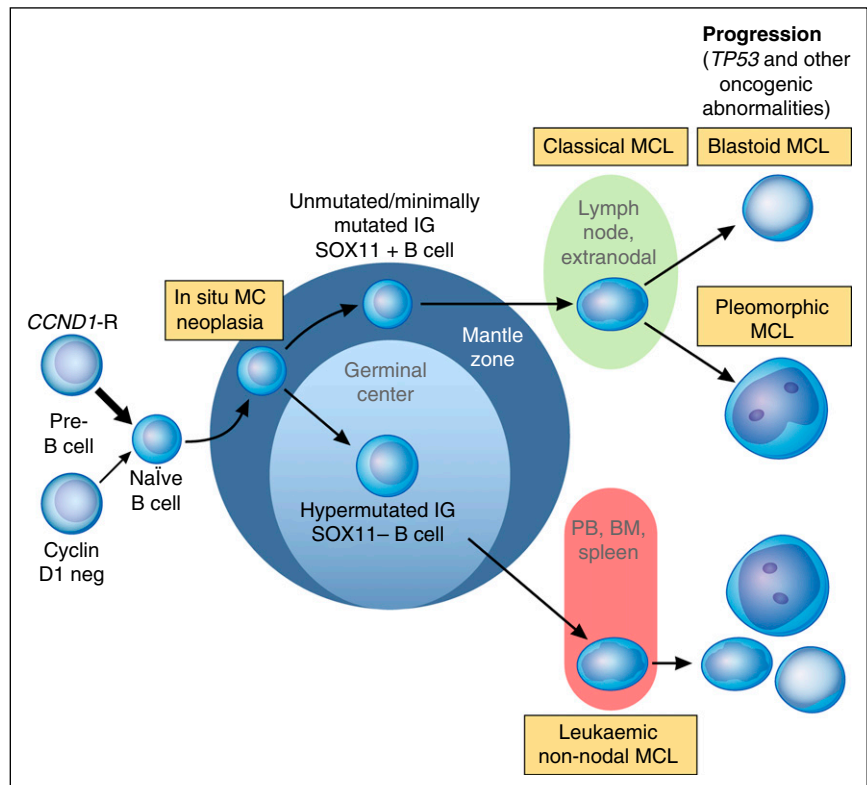 Progression
(TP53 and other
oncogenic
abnormalities)
Classical MCL
Blastoid MCL
Unmutated/minimally
mutated IG
SOX11 + B cell
Lymph
node,
extranodal
In situ MC
neoplasia
CCND1-R
Mantle
zone
Pleomorphic
MCL
Germinal
center
Pre-
B cell
NaÏve
B cell
Hypermutated IG
SOX11– B cell
Cyclin
D1 neg
PB, BM,
spleen
Leukaemic
non-nodal MCL